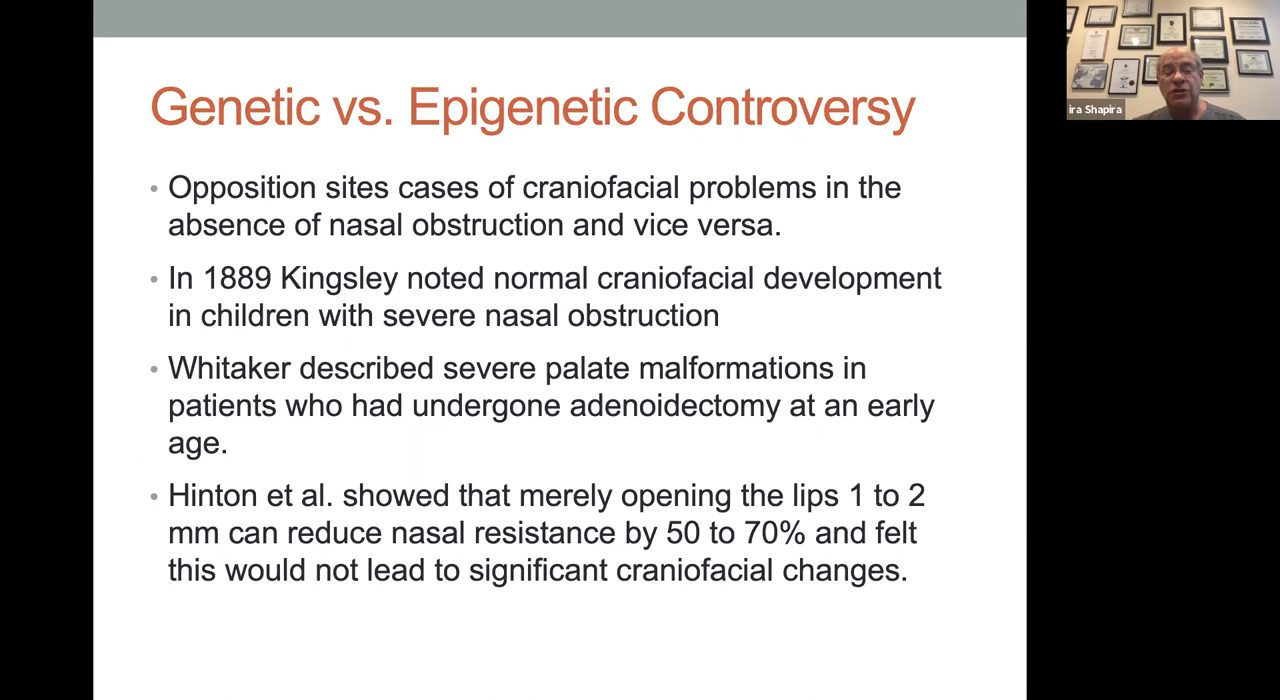 Genetic vs. Epigenetic Controversy
• Opposition sites cases of craniofacial problems in the
absence of nasal obstruction and vice versa.
• In 1889 Kingsley noted normal craniofacial development
in children with severe nasal obstruction
• Whitaker described severe palate malformations in
patients who had undergone adenoidectomy at an early
age.
• Hinton et al. showed that merely opening the lips 1 to 2
mm can reduce nasal resistance by 50 to 70% and felt
this would not lead to significant craniofacial changes.
ira Shapira